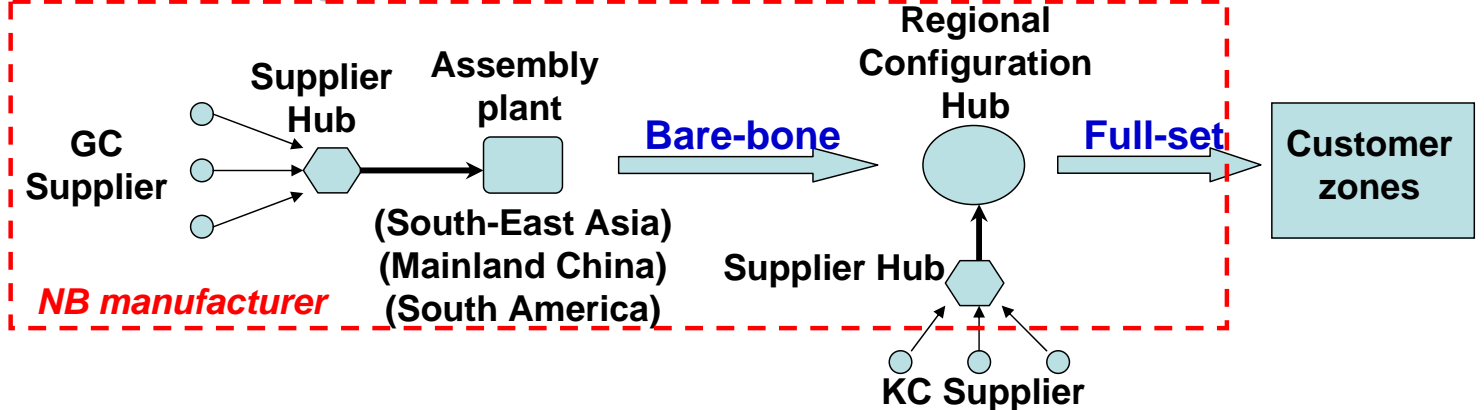 GC
Supplier
Supplier
Hub
Assembly
plant
(South-East Asia)
(Mainland China)
(South America)
NB manufacturer
Bare-bone
Regional
Configuration
Hub
Supplier Hub
KC Supplier
Full-set
Customer
zones